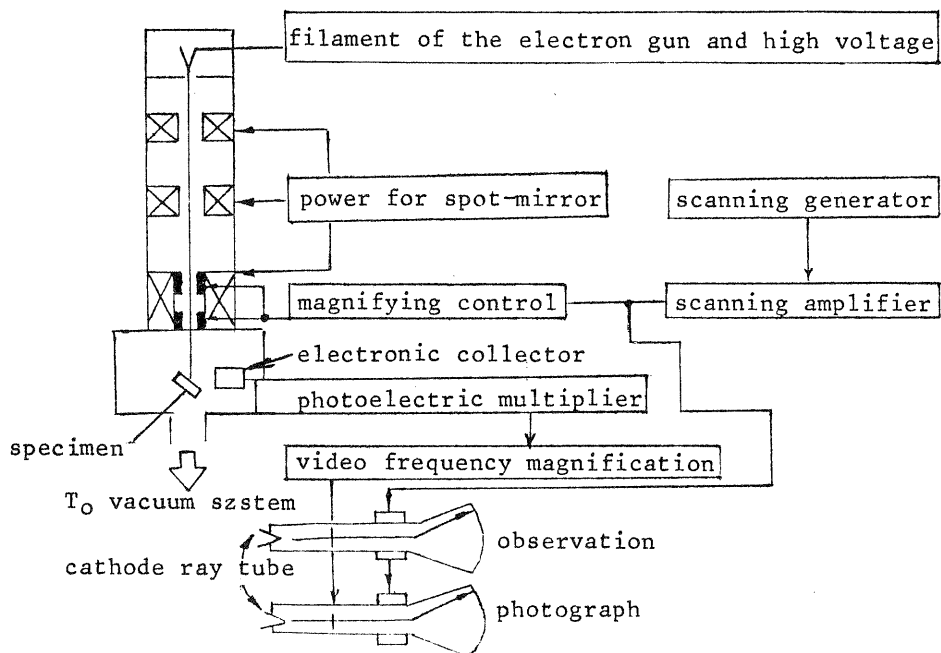 filament of the electron gun and high voltage
power for spot-mirror
scanning generator
magnifying control
scanning amplifier
electronic collector
photoelectric multiplier
specimen
video frequency magnification
To vacuum szstem
observation
cathode ray tube
photograph